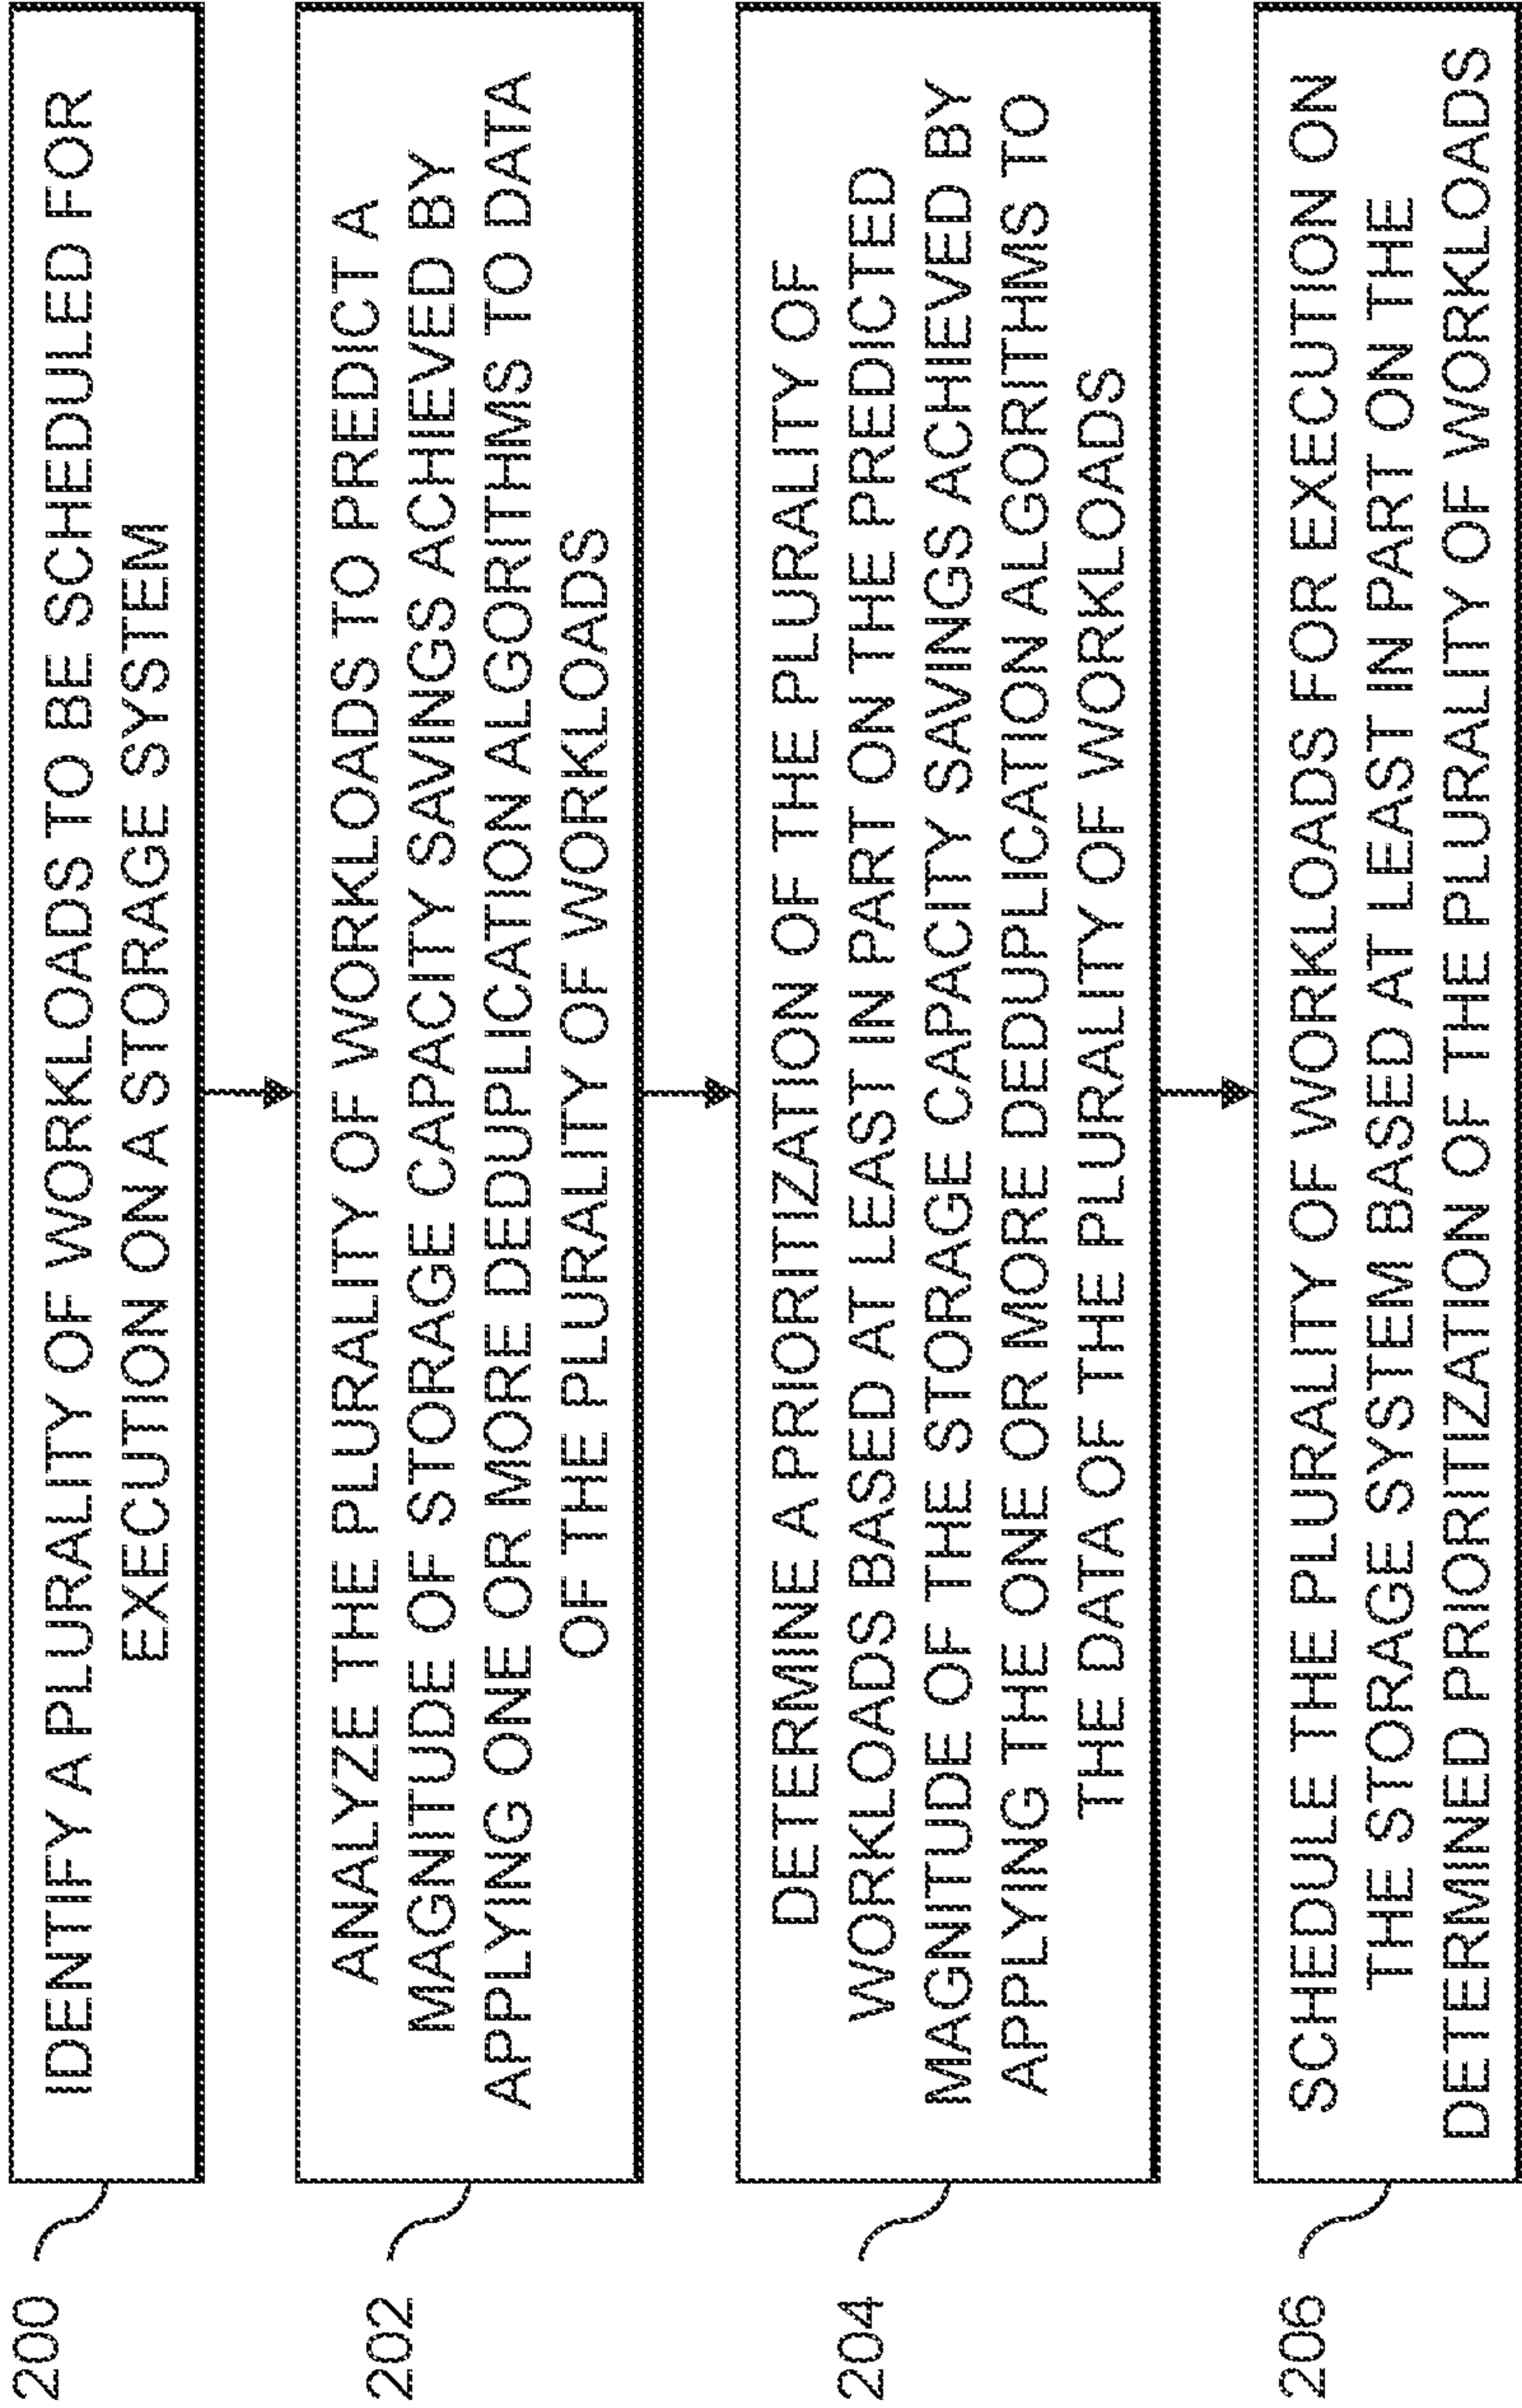 200
IDENTIFY A PLURALITY OF WORKLOADS TO BE SCHEDULED FOR
EXECUTION ON A STORAGE SYSTEM
202
ANALYZE THE PLURALITY OF WORKLOADS TO PREDICT A
MAGNITUDE OF STORAGE CAPACITY SAVINGS ACHIEVED BY
APPLYING ONE OR MORE DEDUPLICATION ALGORITHMS TO DATA
OF THE PLURALITY OF WORKLOADS
204
DETERMINE A PRIORITIZATION OF THE PLURALITY OF
WORKLOADS BASED AT LEAST IN PART ON THE PREDICTED
MAGNITUDE OF THE STORAGE CAPACITY SAVINGS ACHIEVED BY
APPLYING THE ONE OR MORE DEDUPLICATION ALGORITHMS TO
THE DATA OF THE PLURALITY OF WORKLOADS
206
SCHEDULE THE PLURALITY OF WORKLOADS FOR EXECUTION ON
THE STORAGE SYSTEM BASED AT LEAST IN PART ON THE
DETERMINED PRIORITIZATION OF THE PLURALITY OF WORKLOADS